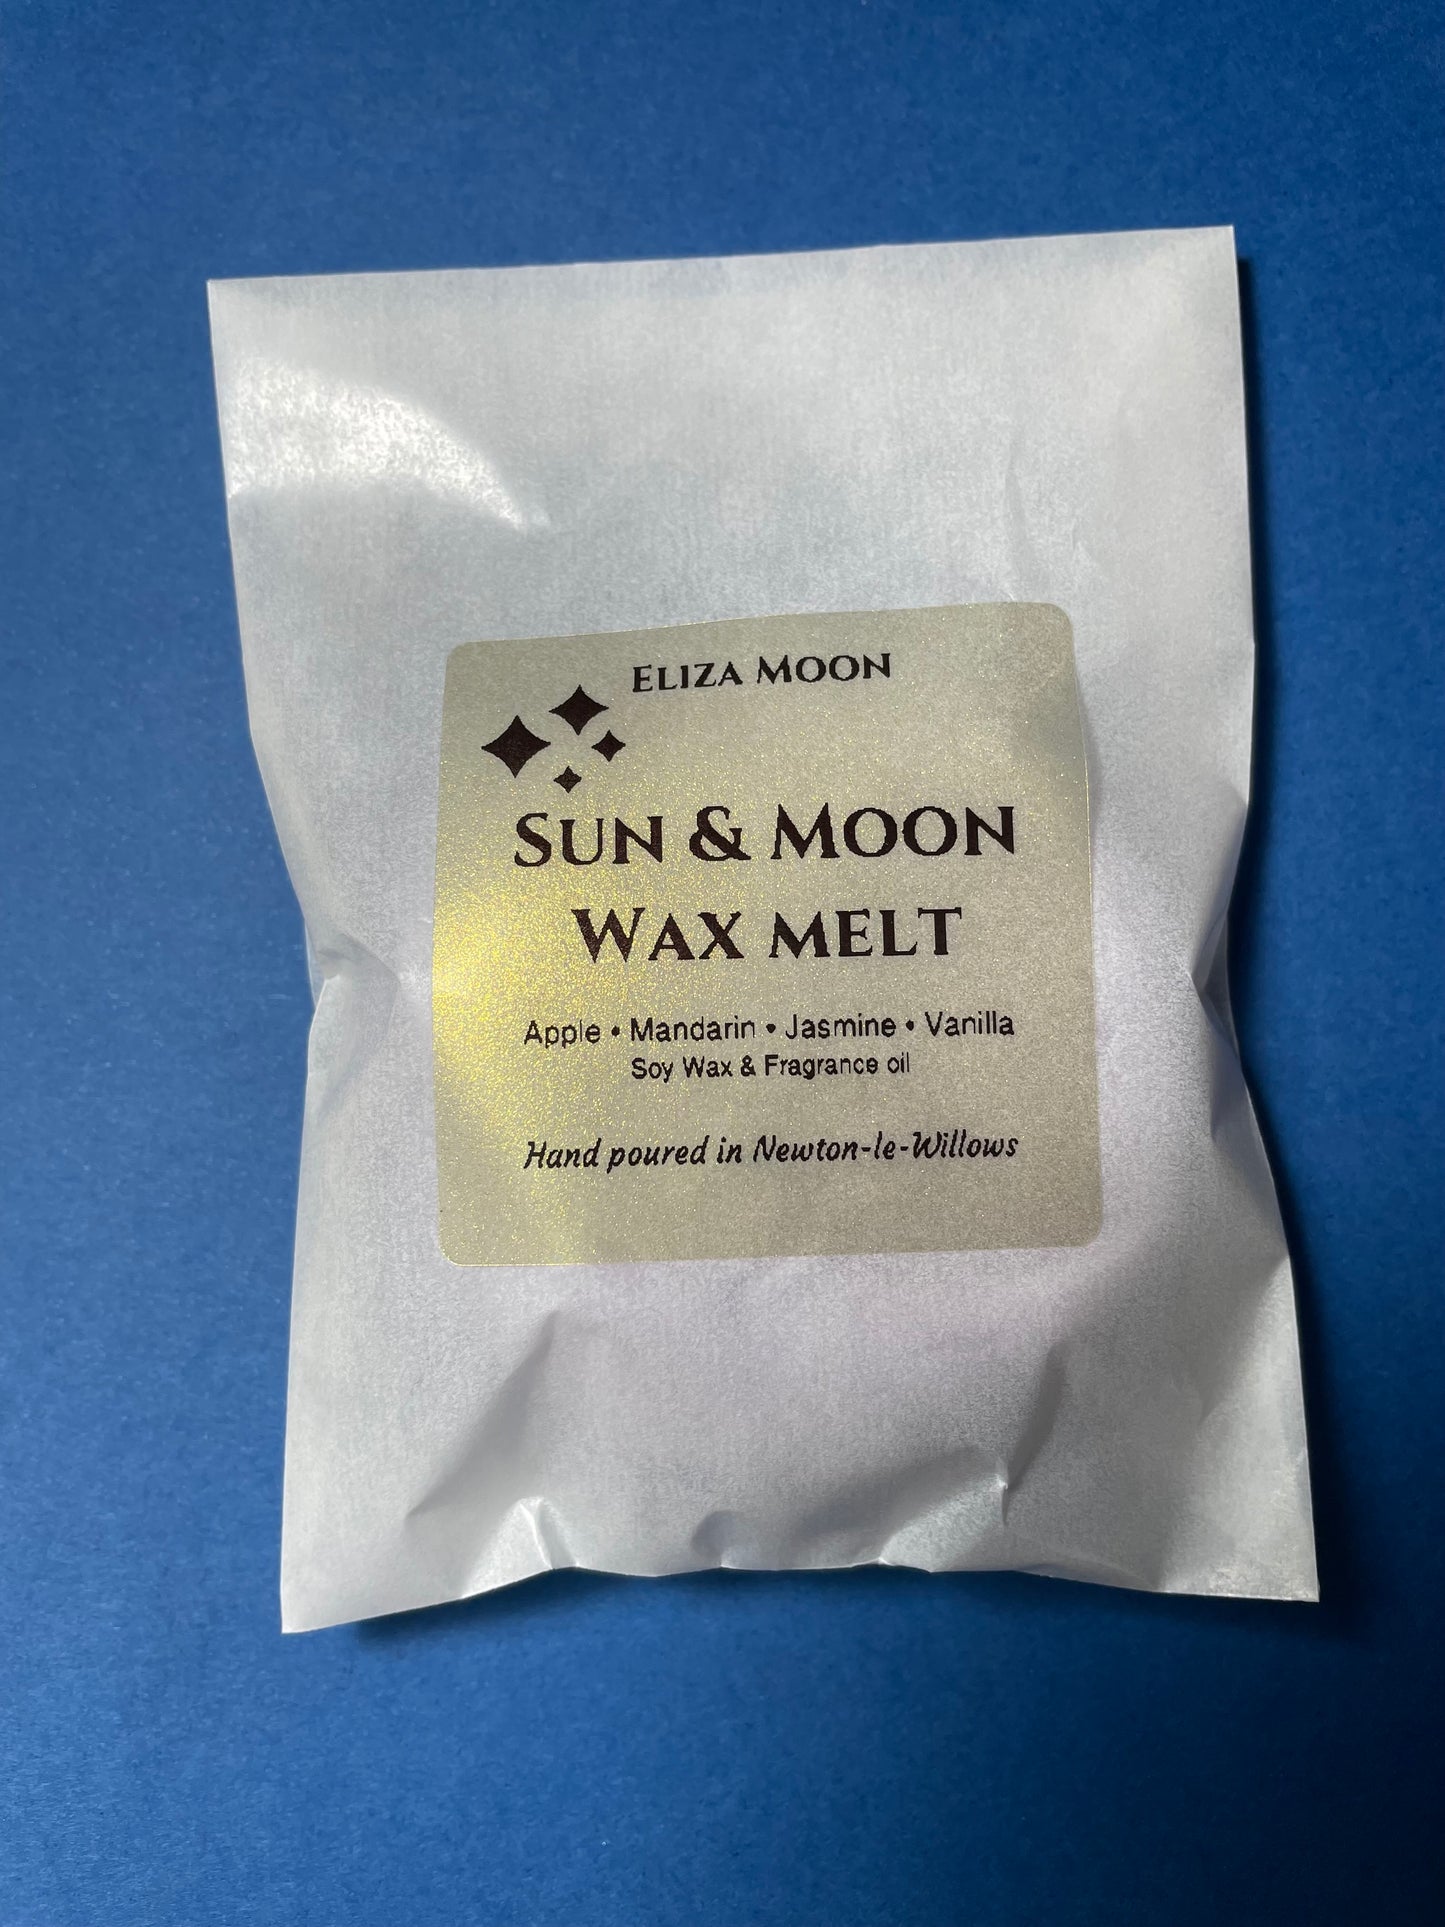 Eliza Moon
Sun & Moon
Wax melt
Apple • Mandarin • Jasmine • Vanilla
Soy Wax & Fragrance oil
Hand poured in Newton-le-Willows